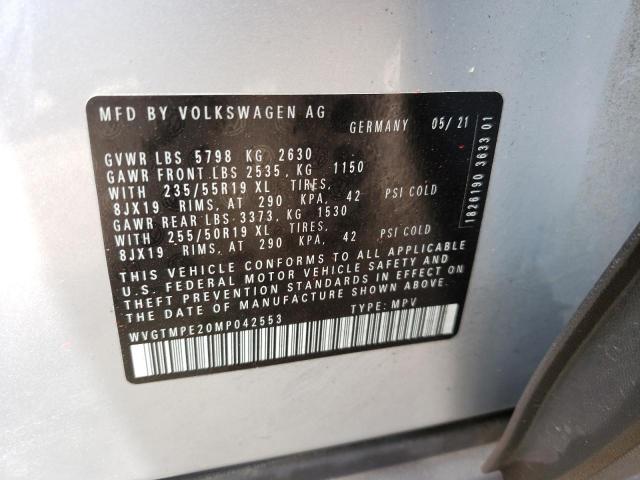 MFD BY VOLKSWAGEN AG
GERMANY 05/ 21
GVWR LBS 5798 KG 2630
GAWR FRONT LBS 2535, KG 1150
WITH 235/55R19 XL TIRES,
8JX19 RIMS, AT 290 KPA, 42 PSI COLD
GAWR REAR LBS 3373, KG 1530
WITH 255/50R19 XL TIRES,
8JX19 RIMS, AT 290 KPA, 42 PSI COLD
THIS VEHICLE CONFORMS TO ALL APPLICABLE
U.S. FEDERAL MOTOR VEHICLE SAFETY AND
THEFT PREVENTION STANDARDS IN EFFECT ON
THE DATE OF MANUFACTURE SHOWN ABOVE.
WVGTMPE20MP042553 TYPE: MPV
1826190 3633 01